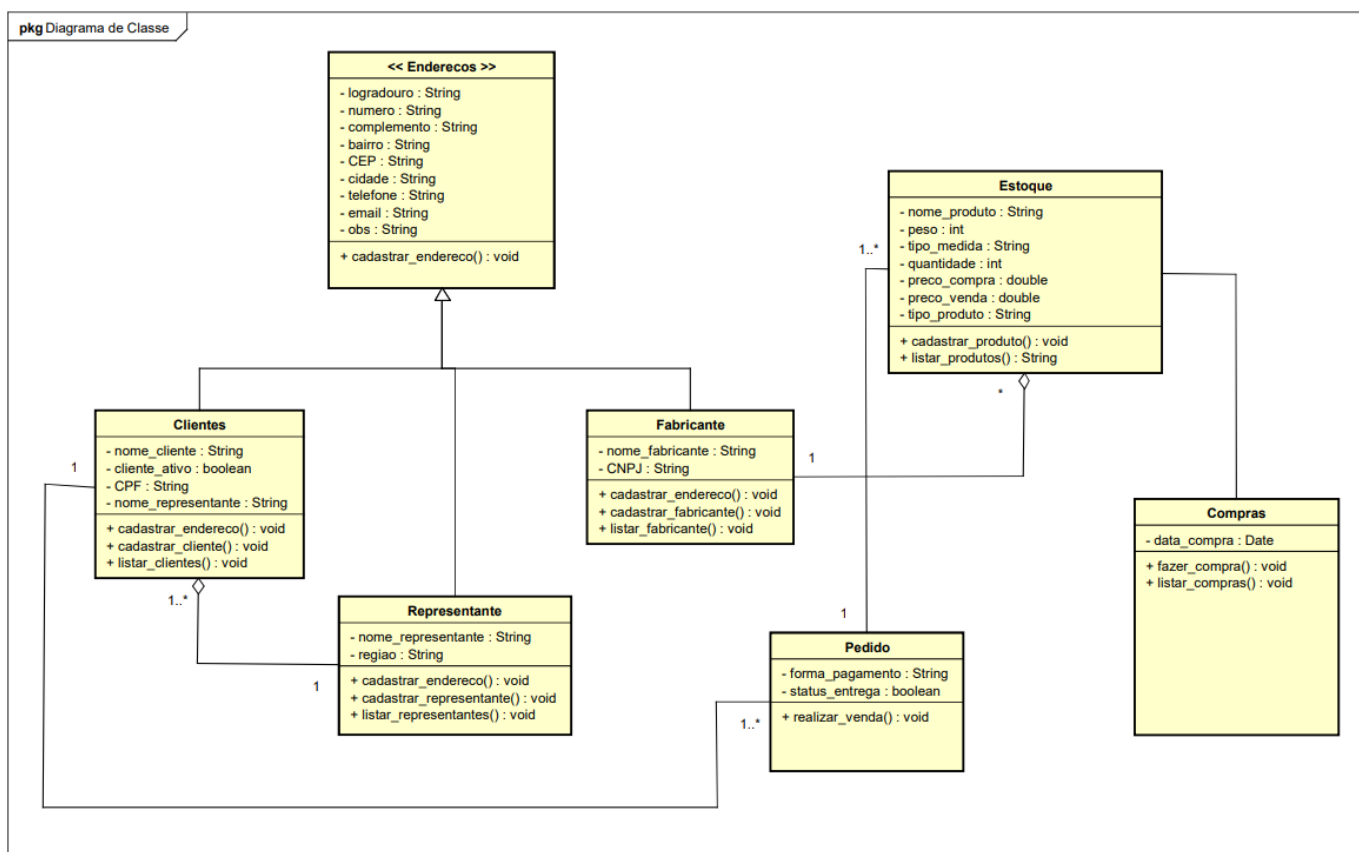 pkg Diagrama de Classe
<< Enderecos >>
- logradouro : String
- numero : String
- complemento : String
- bairro : String
- CEP : String
- cidade : String
- telefone : String
- email : String
- obs : String
+ cadastrar_endereco() : void
Estoque
- nome_produto : String
- peso : int
- tipo_medida : String
- quantidade : int
- preco_compra : double
- preco_venda : double
- tipo_produto : String
+ cadastrar_produto() : void
+ listar_produtos() : String
1..*
*
Clientes
- nome_cliente : String
- cliente_ativo : boolean
- CPF : String
- nome_representante : String
+ cadastrar_endereco() : void
+ cadastrar_cliente() : void
+ listar_clientes() : void
1
1..*
Fabricante
- nome_fabricante : String
- CNPJ : String
+ cadastrar_endereco() : void
+ cadastrar_fabricante() : void
+ listar_fabricante() : void
1
Compras
- data_compra : Date
+ fazer_compra() : void
+ listar_compras() : void
Representante
- nome_representante : String
- regiao : String
+ cadastrar_endereco() : void
+ cadastrar_representante() : void
+ listar_representantes() : void
1
1
Pedido
- forma_pagamento : String
- status_entrega : boolean
+ realizar_venda() : void
1..*